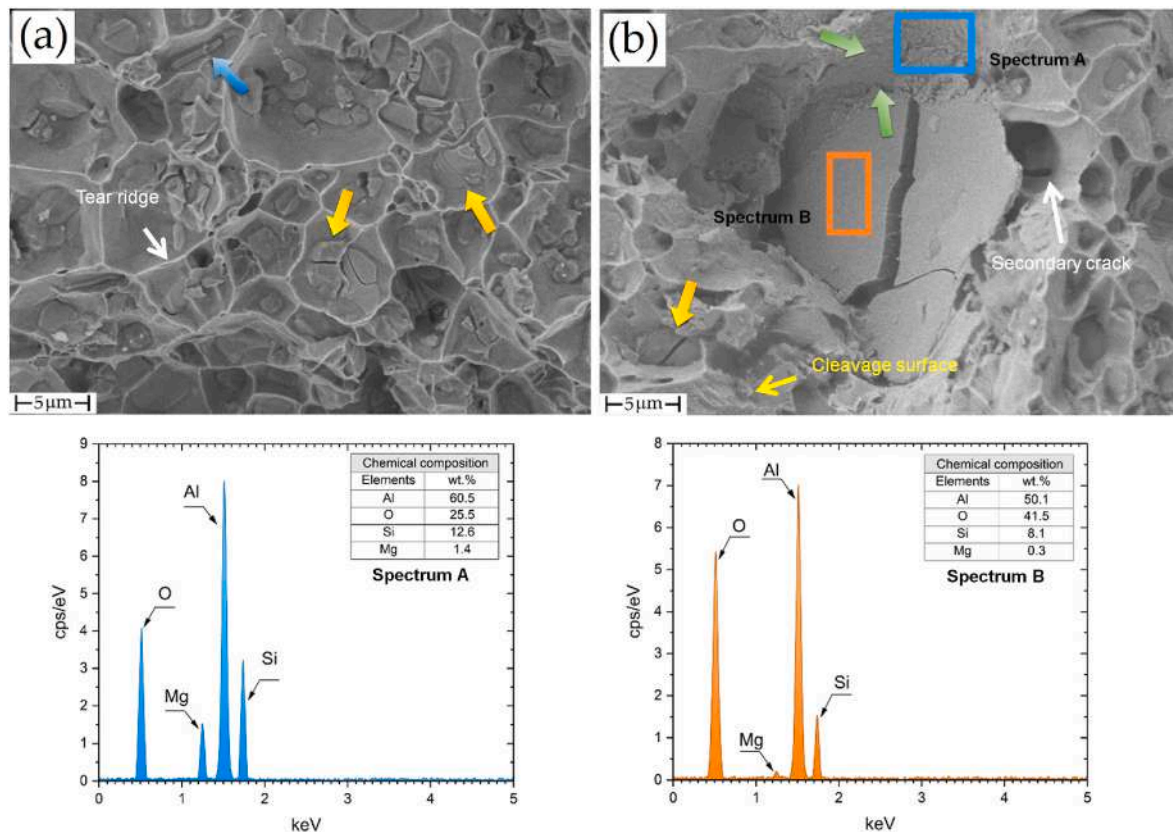 (a)
Tear ridge
5µm
(b)
Spectrum A
Spectrum B
Secondary crack
Cleavage surface
5µm
9
8
7
6
5
4
3
2
1
0
cps/eV
0 1 2 3 4 5
keV
O
Mg
Al
Si
Chemical composition
Elements wt.%
Al 60.5
O 25.5
Si 12.6
Mg 1.4
Spectrum A
8
7
6
5
4
3
2
1
0
cps/eV
0 1 2 3 4 5
keV
O
Mg
Al
Si
Chemical composition
Elements wt.%
Al 50.1
O 41.5
Si 8.1
Mg 0.3
Spectrum B